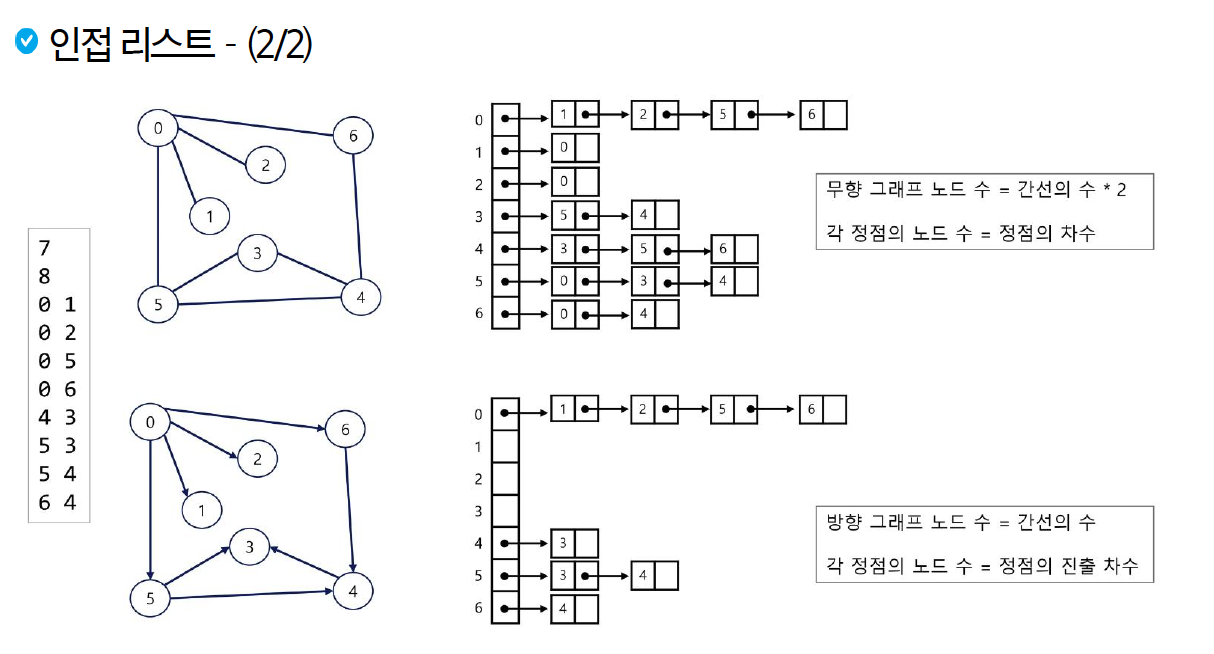 인접 리스트 - (2/2)
7
8
0 1
0 2
0 5
0 6
4 3
5 3
5 4
6 4
0
6
2
1
3
5
4
0 1 2 5 6
1 0
2 0
3 5 4
4 3 5 6
5 0 3 4
6 0 4
무향 그래프 노드 수 = 간선의 수 * 2
각 정점의 노드 수 = 정점의 차수
0
6
2
1
3
5
4
0 1 2 5 6
1
2
3
4 3
5 3 4
6 4
방향 그래프 노드 수 = 간선의 수
각 정점의 노드 수 = 정점의 진출 차수